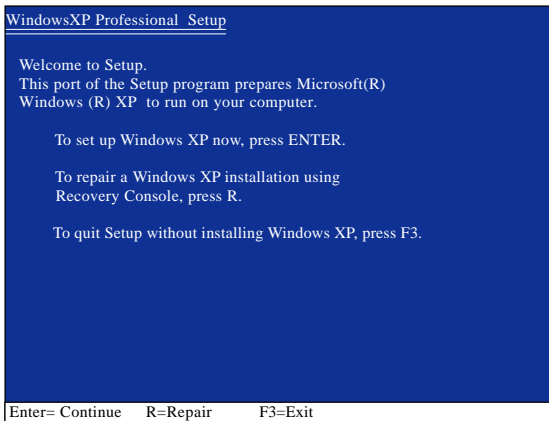 WindowsXP Professional Setup
Welcome to Setup.
This port of the Setup program prepares Microsoft(R)
Windows (R) XP to run on your computer.
To set up Windows XP now, press ENTER.
To repair a Windows XP installation using
Recovery Console, press R.
To quit Setup without installing Windows XP, press F3.
Enter= Continue R=Repair F3=Exit